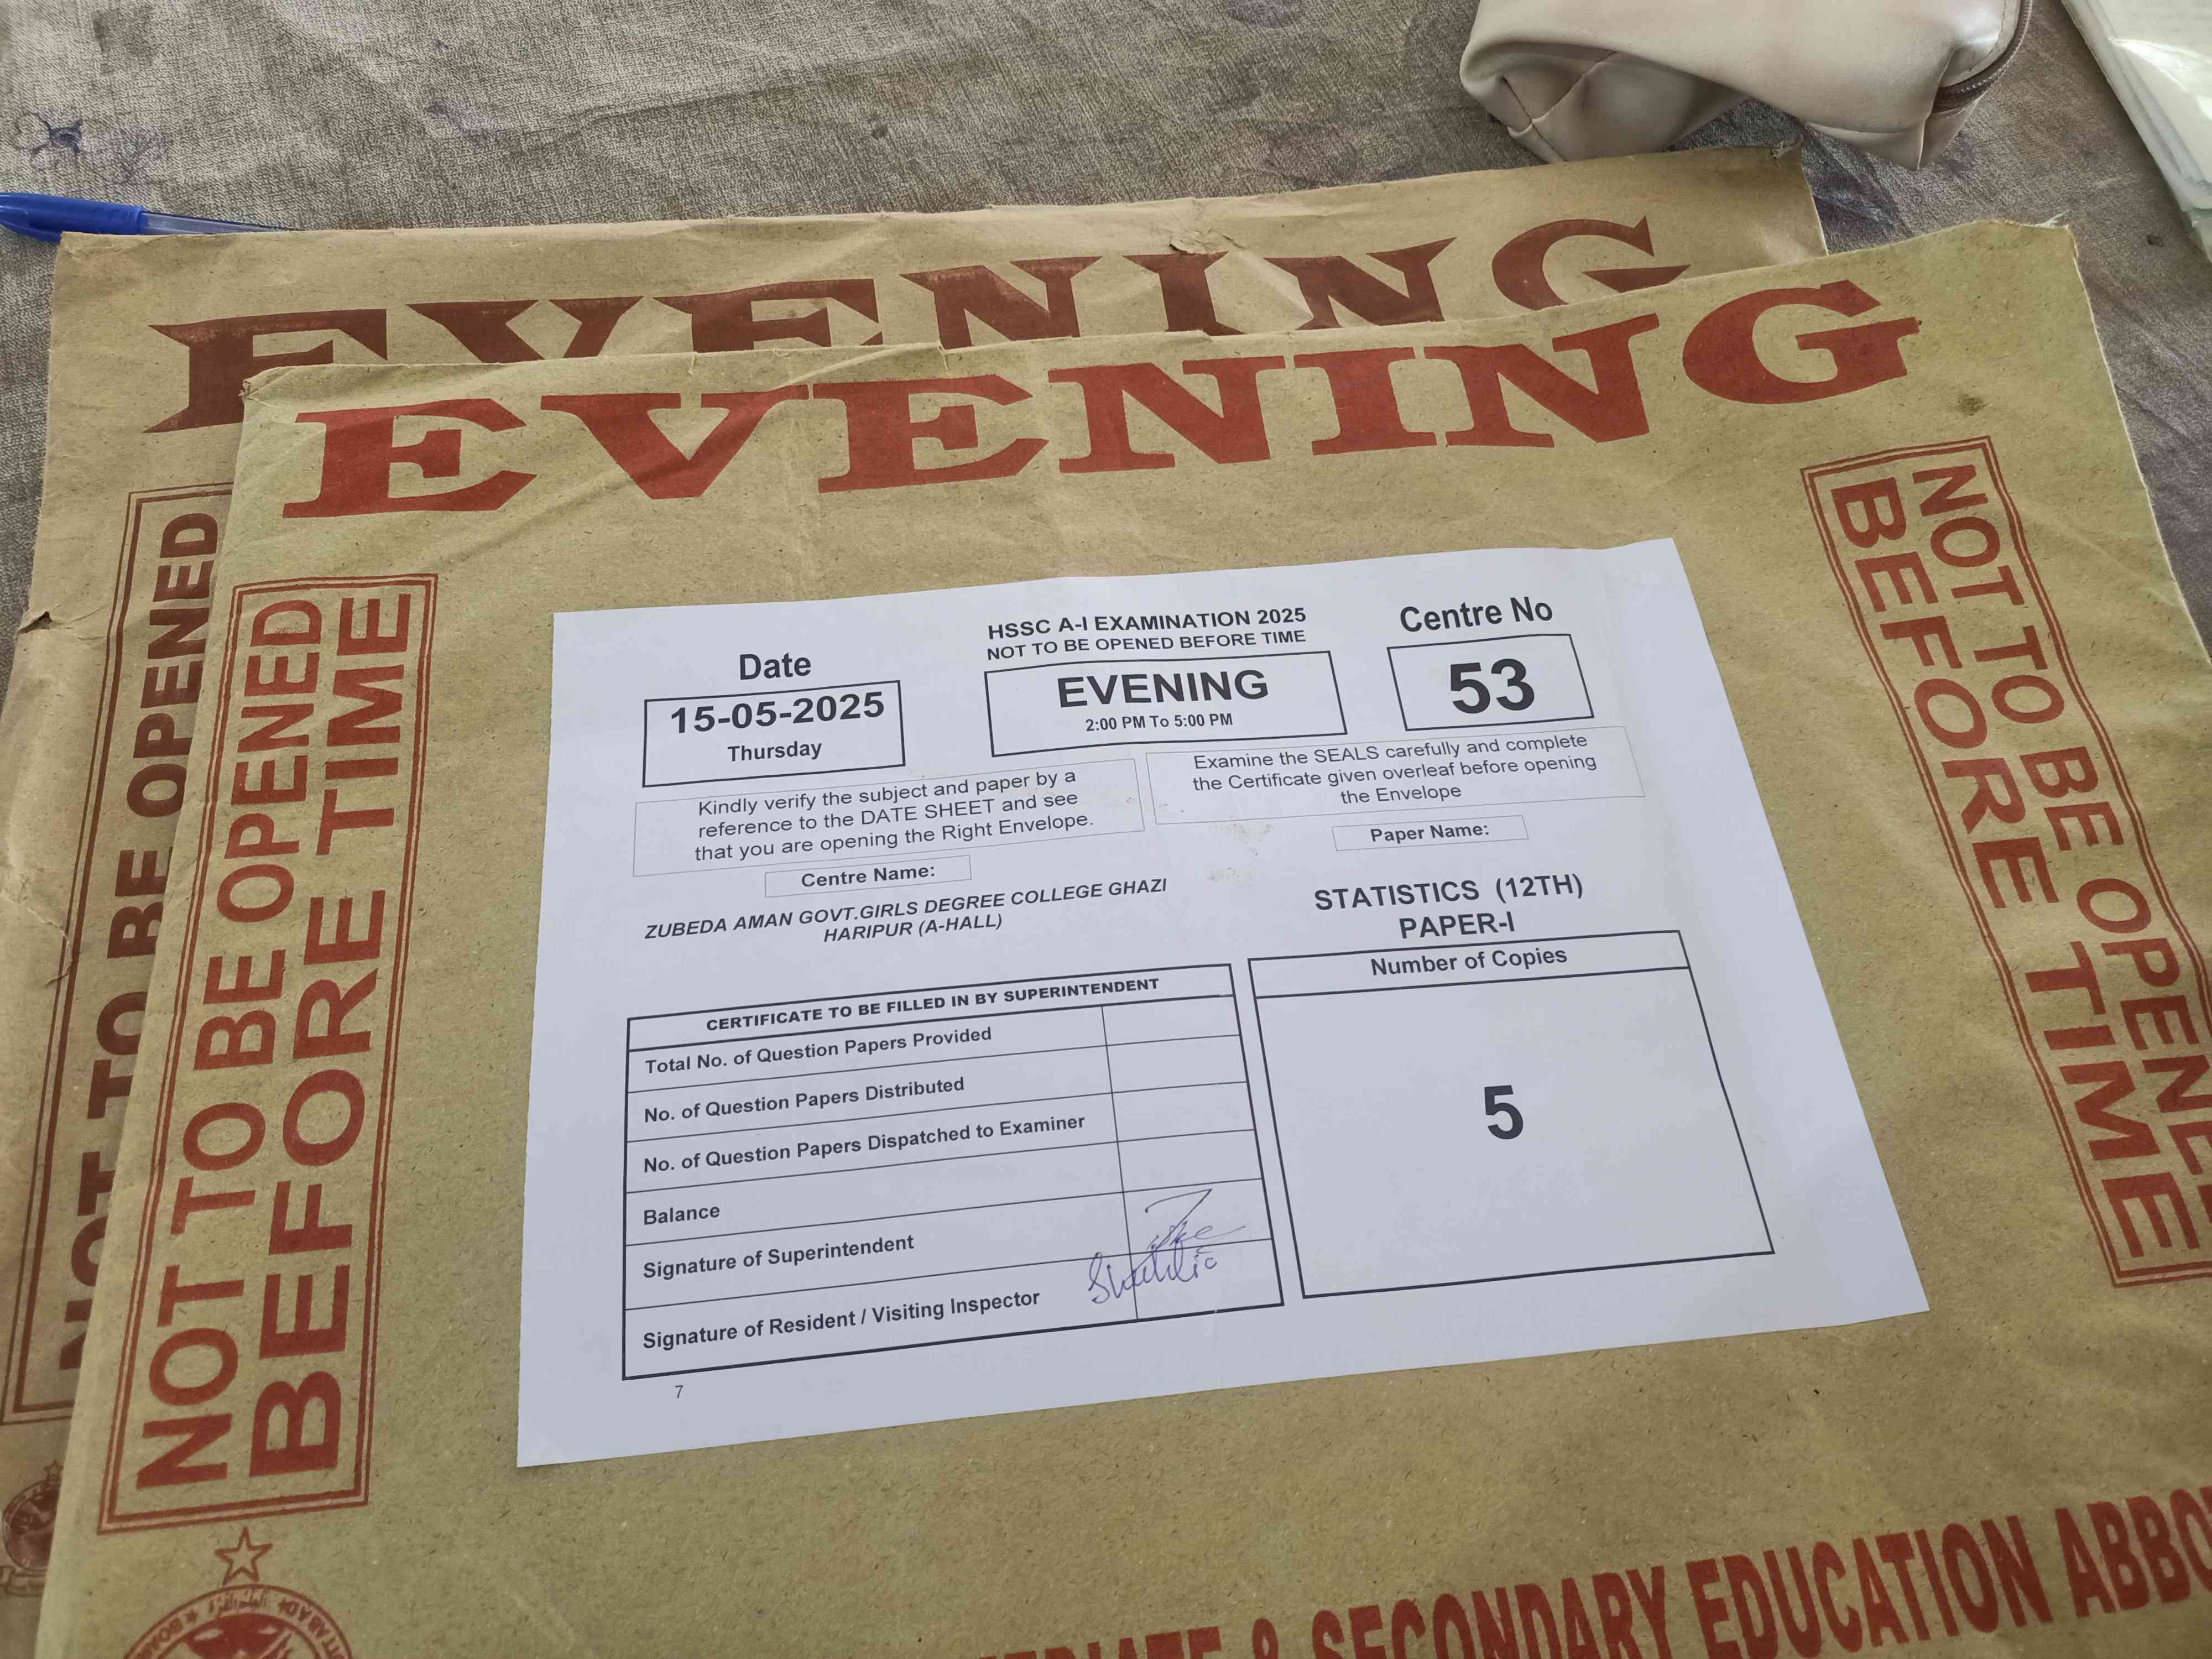 EVENING
NOT TO BE OPENED
EVENING
NOT TO BE OPENED
BEFORE TIME
NOT TO BE OPENED
BEFORE TIME
HSSC A-I EXAMINATION 2025
NOT TO BE OPENED BEFORE TIME
Date
15-05-2025
Thursday
EVENING
2:00 PM To 5:00 PM
Centre No
53
Kindly verify the subject and paper by a
reference to the DATE SHEET and see
that you are opening the Right Envelope.
Examine the SEALS carefully and complete
the Certificate given overleaf before opening
the Envelope
Centre Name:
ZUBEDA AMAN GOVT.GIRLS DEGREE COLLEGE GHAZI
HARIPUR (A-HALL)
Paper Name:
STATISTICS (12TH)
PAPER-I
CERTIFICATE TO BE FILLED IN BY SUPERINTENDENT
Total No. of Question Papers Provided
No. of Question Papers Distributed
No. of Question Papers Dispatched to Examiner
Balance
Signature of Superintendent
Signature of Resident / Visiting Inspector
Number of Copies
5
7
& SECONDARY EDUCATION